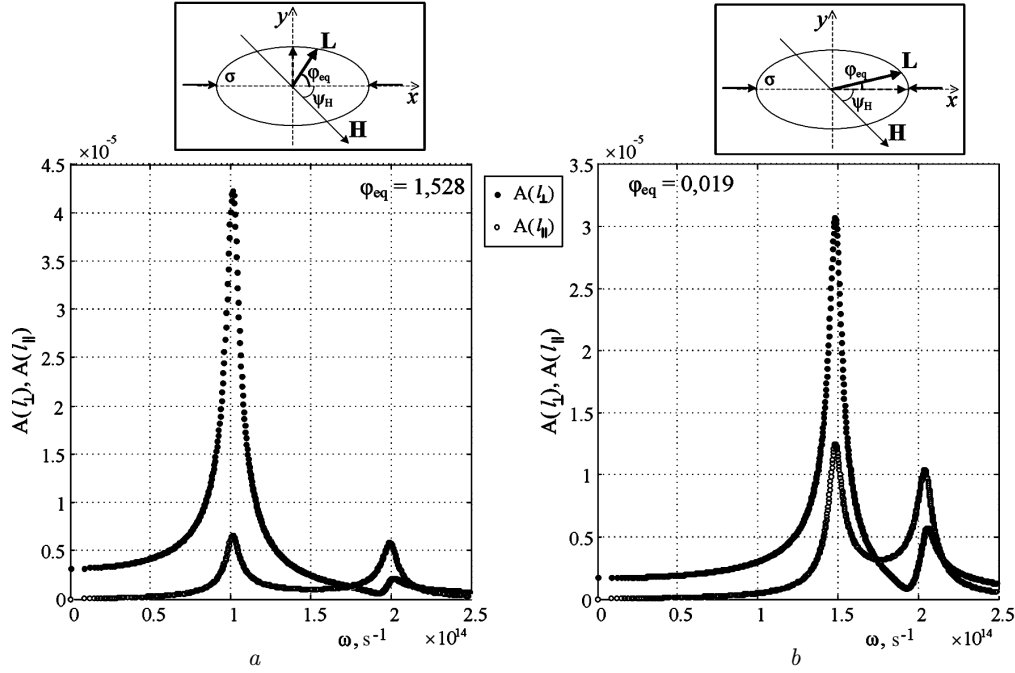 y
L
σ
φeq
ψH
x
H
y
L
σ
φeq
ψH
x
H
×10⁻⁵
4.5
4
3.5
3
2.5
2
1.5
1
0.5
0
A(l⊥), A(l||)
φeq = 1,528
0
0.5
1
1.5
2
2.5
ω, s⁻¹
×10¹⁴
a
A(l⊥)
A(l||)
×10⁻⁵
3.5
3
2.5
2
1.5
1
0.5
0
A(l⊥), A(l||)
φeq = 0,019
0
0.5
1
1.5
2
2.5
ω, s⁻¹
×10¹⁴
b